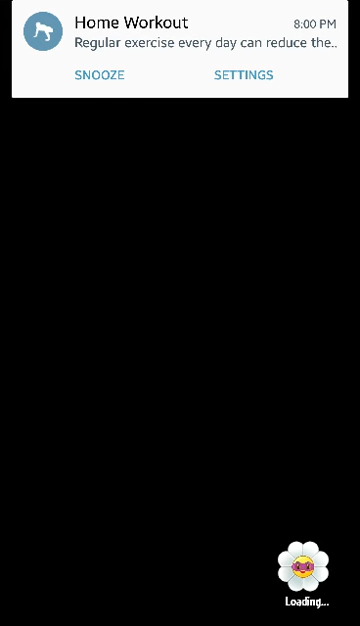 Home Workout 8:00 PM
Regular exercise every day can reduce the..
SNOOZE SETTINGS
Loading...